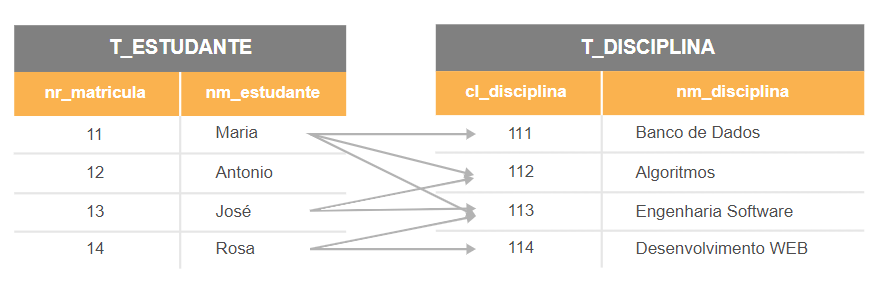 T_ESTUDANTE
nr_matricula nm_estudante
11 Maria
12 Antonio
13 José
14 Rosa
T_DISCIPLINA
cl_disciplina nm_disciplina
111 Banco de Dados
112 Algoritmos
113 Engenharia Software
114 Desenvolvimento WEB